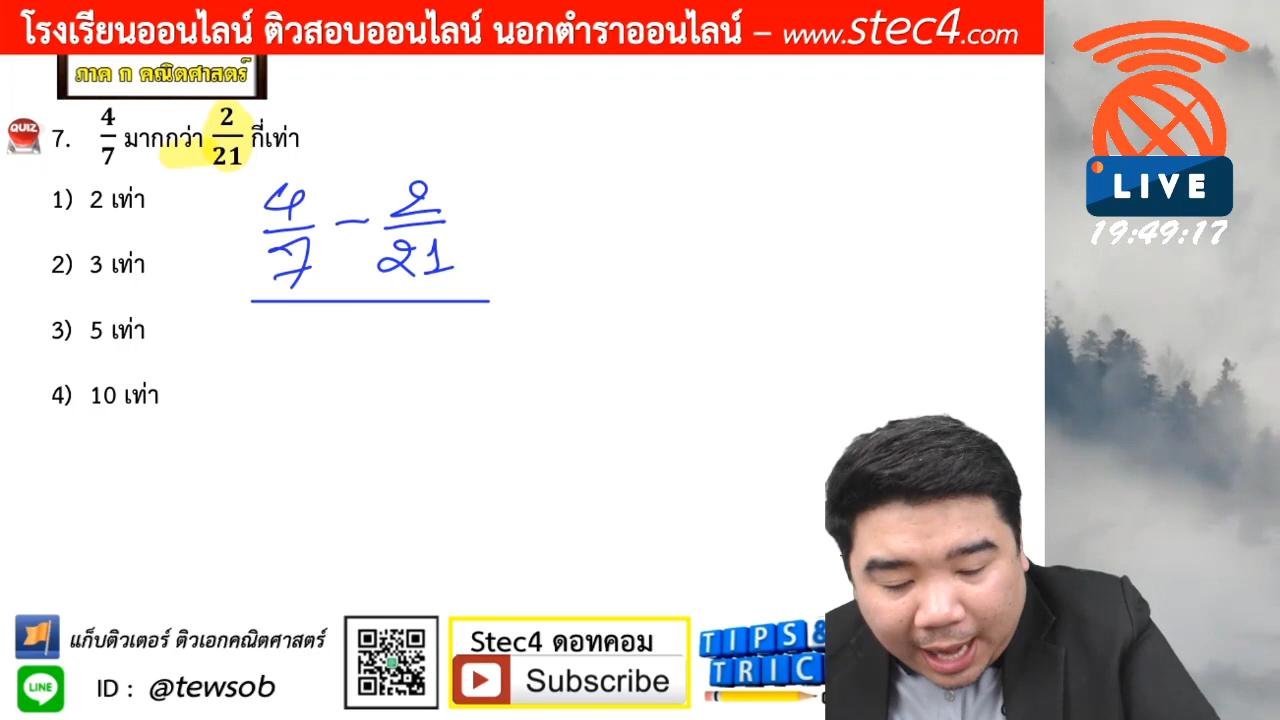 โรงเรียนออนไลน์ ติวสอบออนไลน์ นอกตำราออนไลน์ – www.stec4.com
ภาค ก คณิตศาสตร์
QUIZ
7. 4/7 มากกว่า 2/21 กี่เท่า
1) 2 เท่า
2) 3 เท่า
3) 5 เท่า
4) 10 เท่า
4/7 – 2/21
LIVE
19:49:17
แก็บติวเตอร์ ติวเอกคณิตศาสตร์
LINE
ID : @tewsob
Stec4 ดอทคอม
Subscribe
TIPS &
TRIC